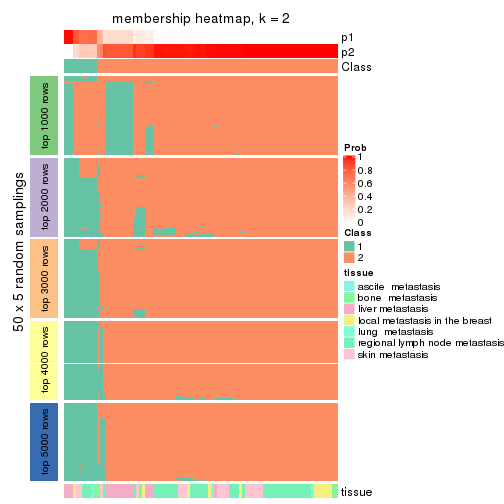 membership heatmap, k = 2
p1
p2
Class
50 x 5 random samplings
top 1000 rows
top 2000 rows
top 3000 rows
top 4000 rows
top 5000 rows
Prob
1
0.8
0.6
0.4
0.2
0
Class
1
2
tissue
ascite metastasis
bone metastasis
liver metastasis
local metastasis in the breast
lung metastasis
regional lymph node metastasis
skin metastasis
tissue